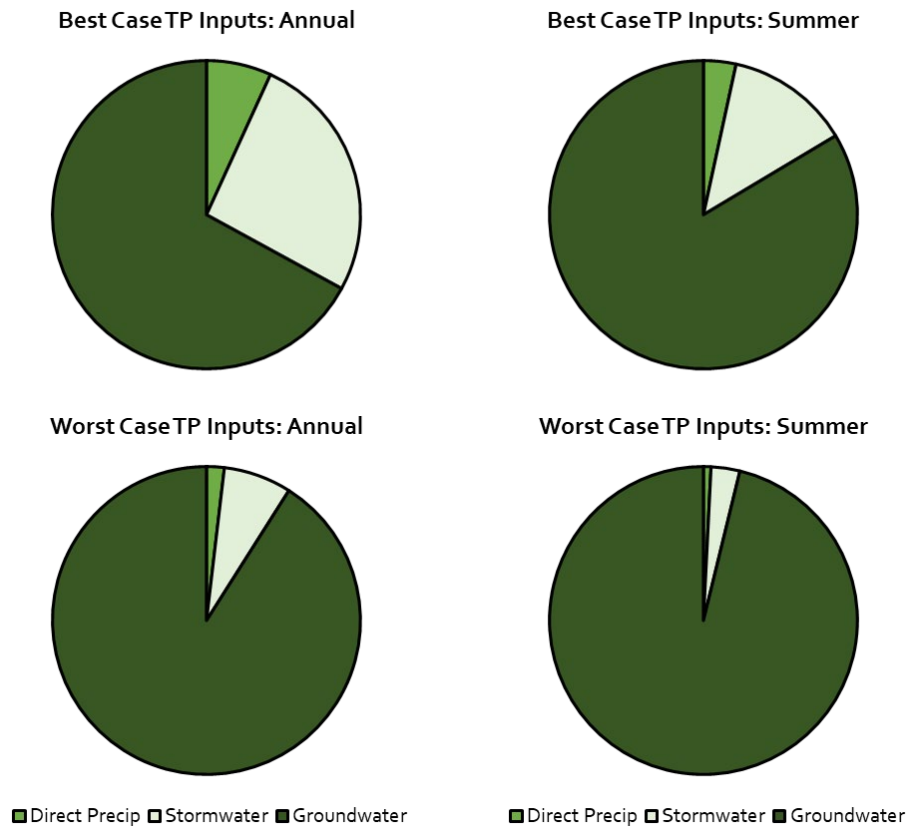 Best Case TP Inputs: Annual
Best Case TP Inputs: Summer
Worst Case TP Inputs: Annual
Worst Case TP Inputs: Summer
Direct Precip Stormwater Groundwater
Direct Precip Stormwater Groundwater